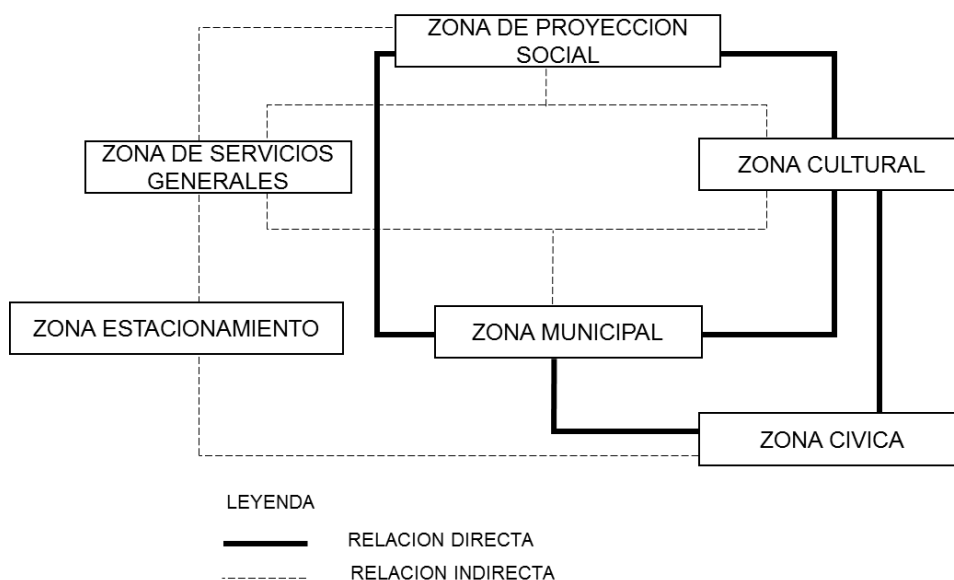 ZONA DE PROYECCION
SOCIAL
ZONA DE SERVICIOS
GENERALES
ZONA CULTURAL
ZONA ESTACIONAMIENTO
ZONA MUNICIPAL
ZONA CIVICA
LEYENDA
RELACION DIRECTA
RELACION INDIRECTA